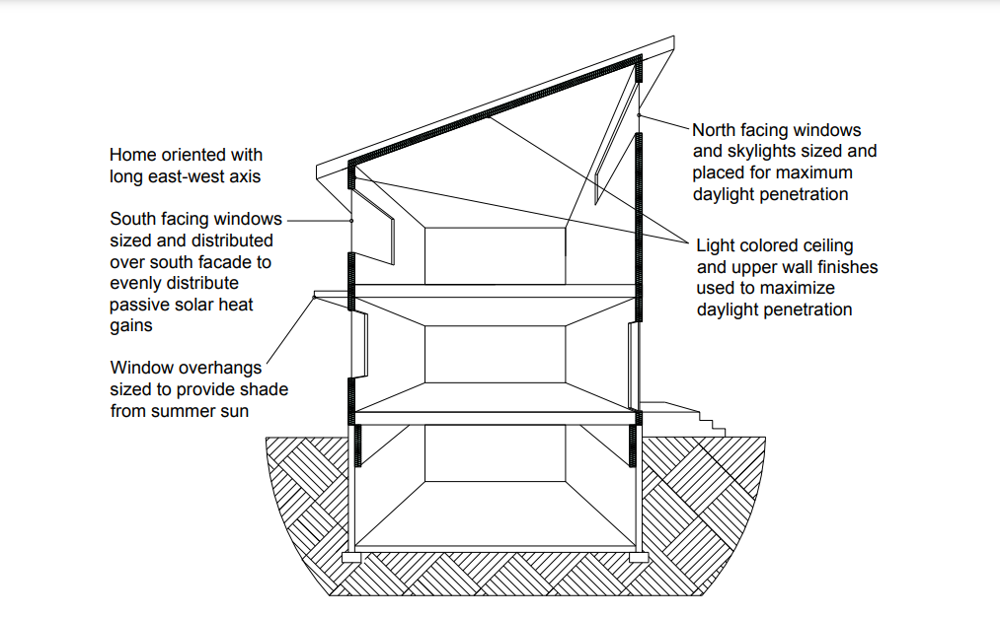 Home oriented with
long east-west axis
South facing windows
sized and distributed
over south facade to
evenly distribute
passive solar heat
gains
Window overhangs
sized to provide shade
from summer sun
North facing windows
and skylights sized and
placed for maximum
daylight penetration
Light colored ceiling
and upper wall finishes
used to maximize
daylight penetration